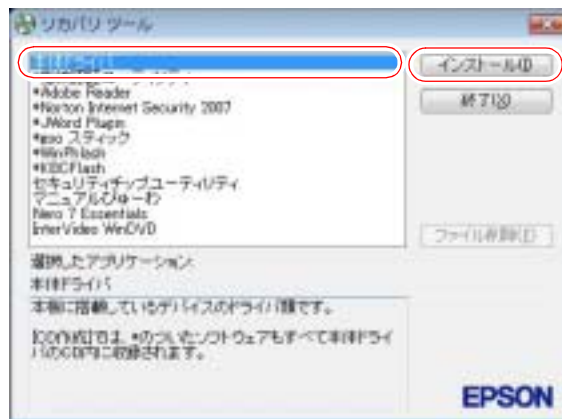 リカバリ ツール
本体ドライバ
インストール(I)
*Adobe Reader
*Norton Internet Security 2007
*JWord Plugin
*goo スティック
*WinPhlash
*KBCFlash
セキュリティチップユーティリティ
マニュアルびゅーわ
Nero 7 Essentials
InterVideo WinDVD
終了(X)
ファイル削除(E)
選択したアプリケーション:
本体ドライバ
本機に搭載しているデバイスのドライバ類です。
[CD作成]では、*のついたソフトウェアもすべて本体ドライ
バのCD内に収録されます。
EPSON